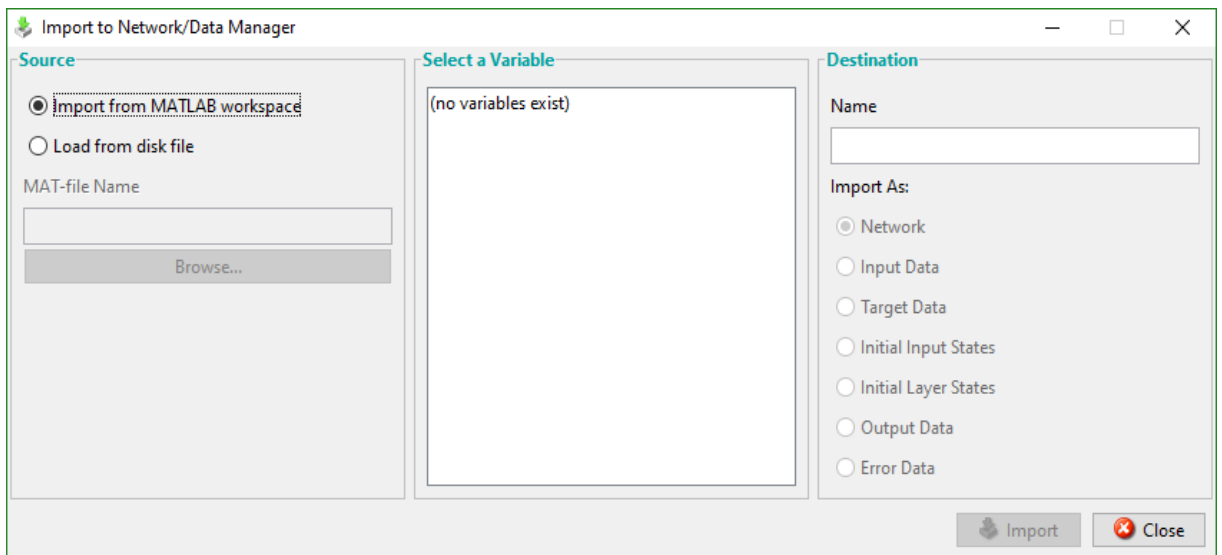 Import to Network/Data Manager
Source
Import from MATLAB workspace
Load from disk file
MAT-file Name
Browse...
Select a Variable
(no variables exist)
Destination
Name
Import As:
Network
Input Data
Target Data
Initial Input States
Initial Layer States
Output Data
Error Data
Import
Close